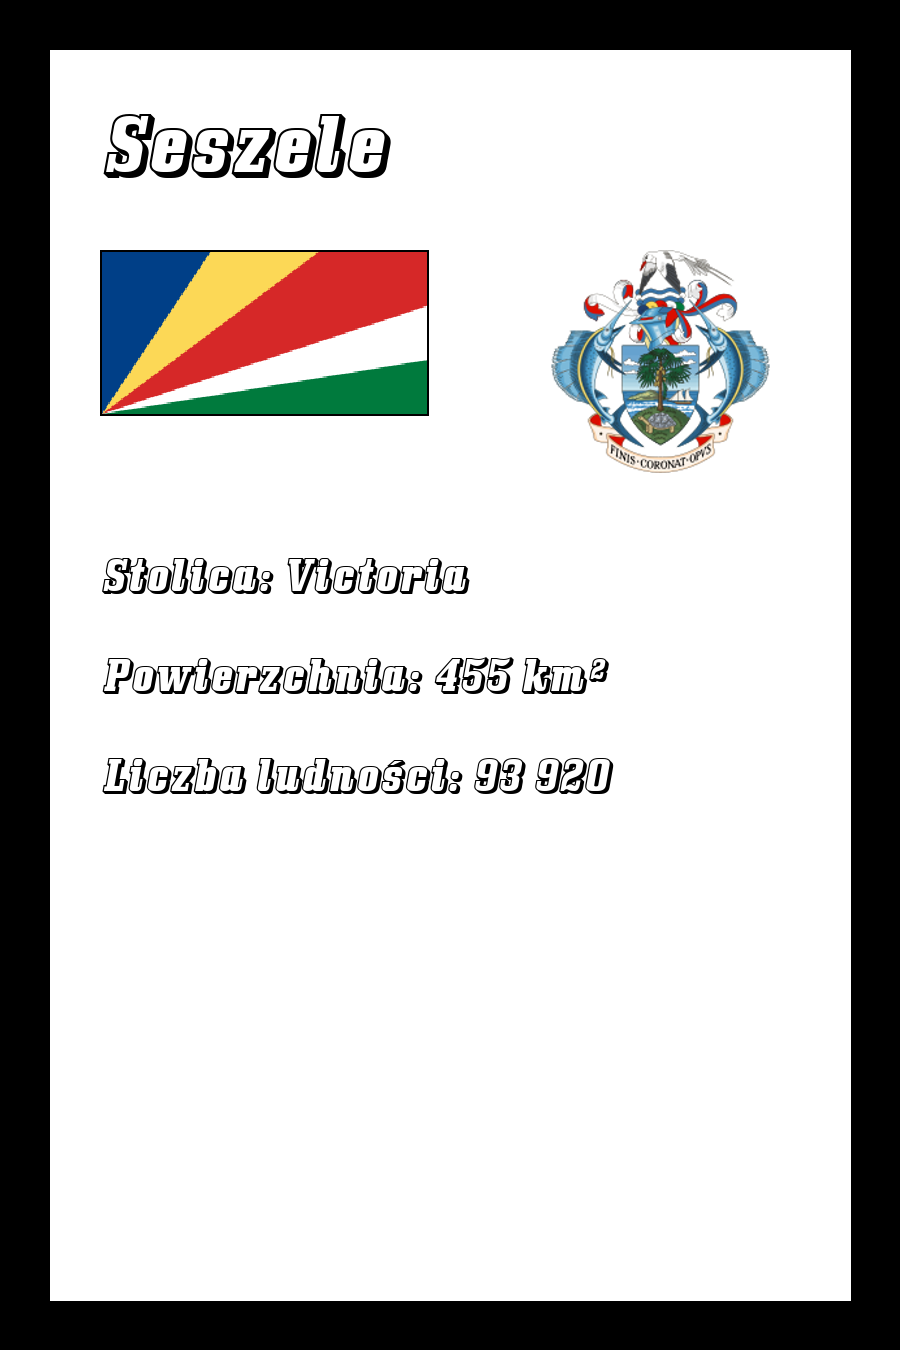 Seszele
FINIS·CORONAT·OPVS
Stolica: Victoria
Powierzchnia: 455 km²
Liczba ludności: 93 920